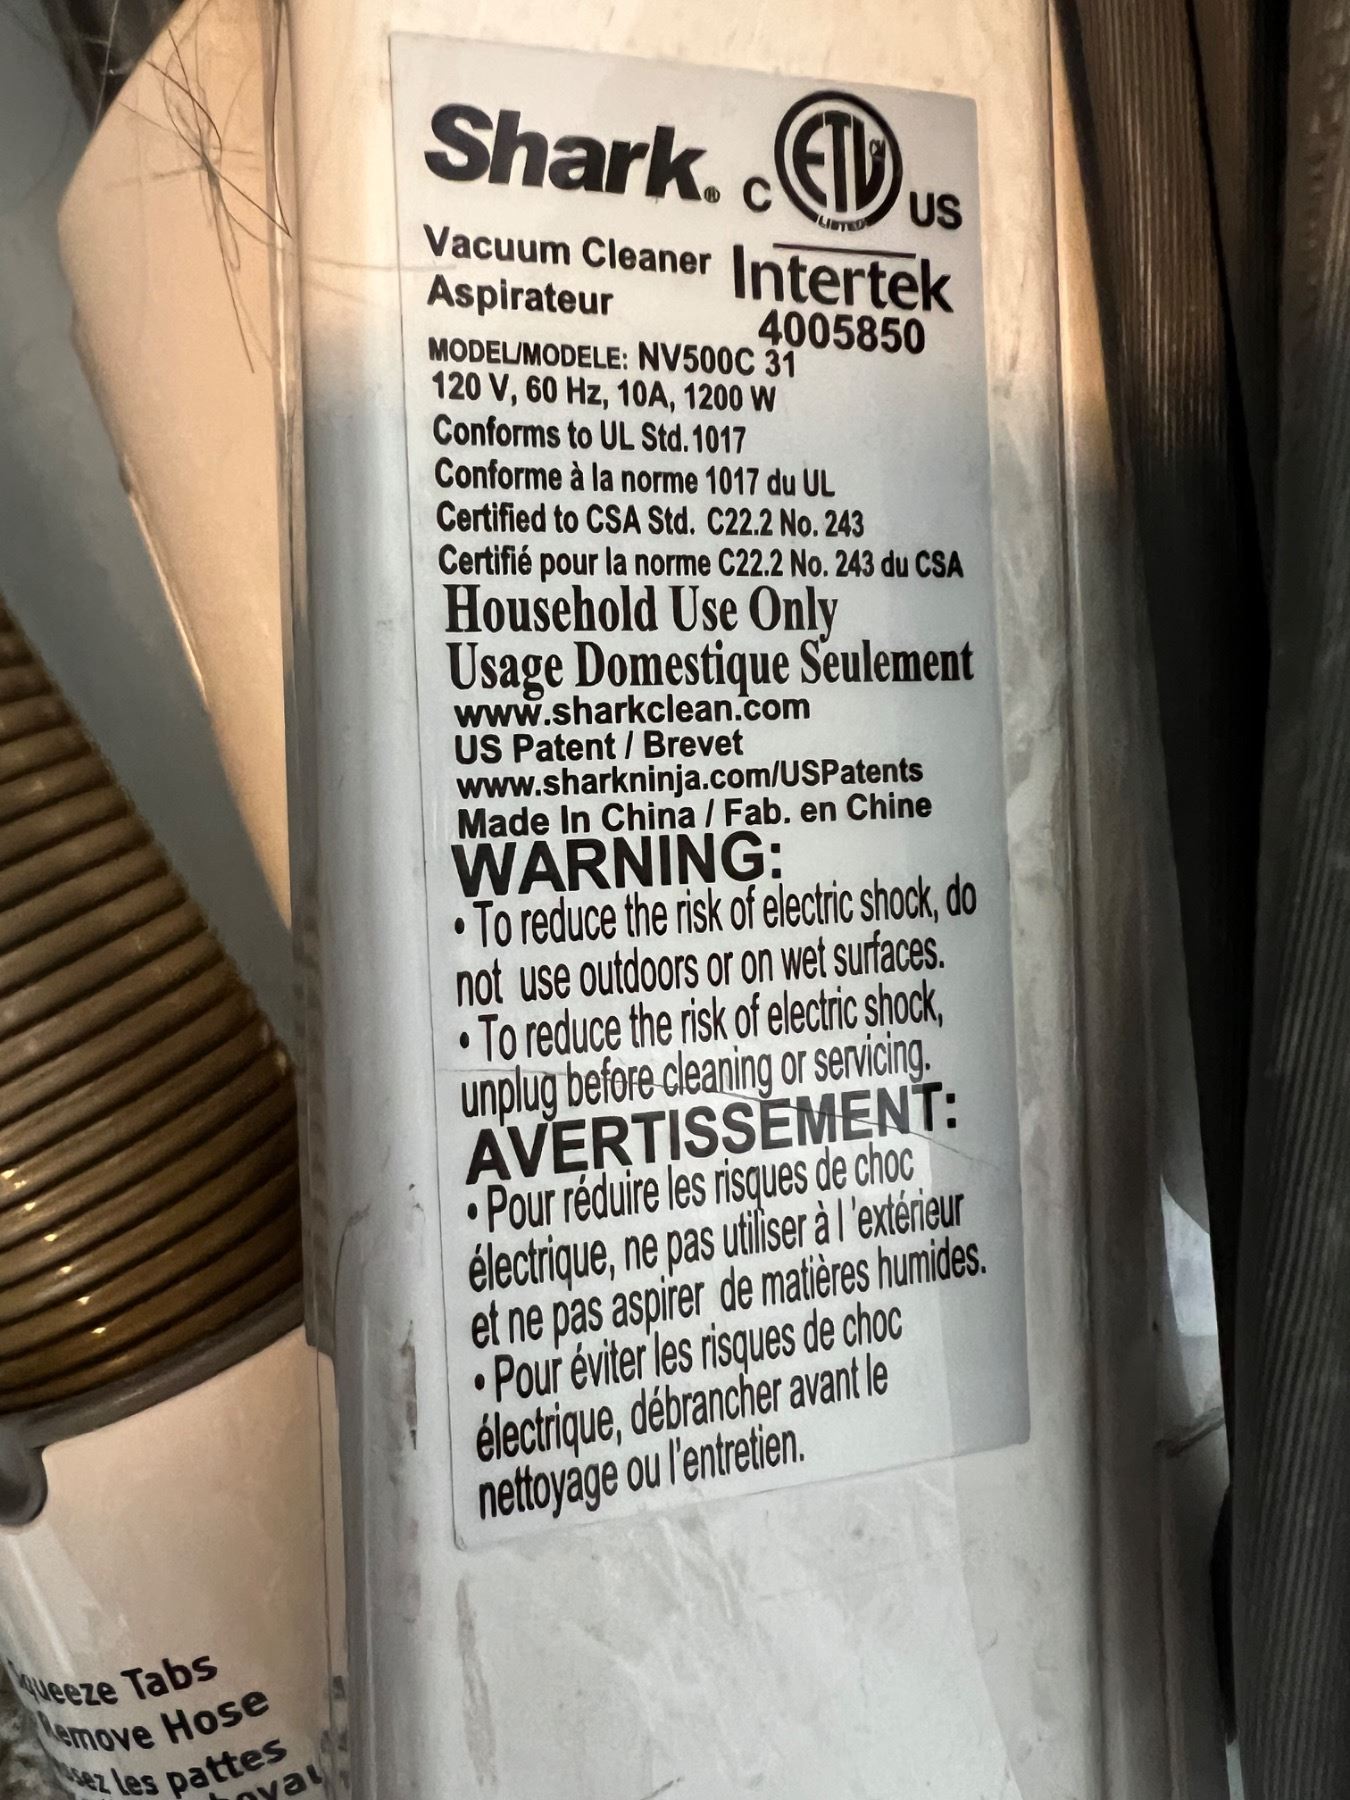 Shark® C ETL CM LISTED US
Vacuum Cleaner Intertek
Aspirateur 4005850
MODEL/MODELE: NV500C 31
120 V, 60 Hz, 10A, 1200 W
Conforms to UL Std. 1017
Conforme à la norme 1017 du UL
Certified to CSA Std. C22.2 No. 243
Certifié pour la norme C22.2 No. 243 du CSA
Household Use Only
Usage Domestique Seulement
www.sharkclean.com
US Patent / Brevet
www.sharkninja.com/USPatents
Made In China / Fab. en Chine
WARNING:
• To reduce the risk of electric shock, do
not use outdoors or on wet surfaces.
• To reduce the risk of electric shock,
unplug before cleaning or servicing.
AVERTISSEMENT:
• Pour réduire les risques de choc
électrique, ne pas utiliser à l 'extérieur
et ne pas aspirer de matières humides.
• Pour éviter les risques de choc
électrique, débrancher avant le
nettoyage ou l'entretien.
Squeeze Tabs
Remove Hose
les pattes